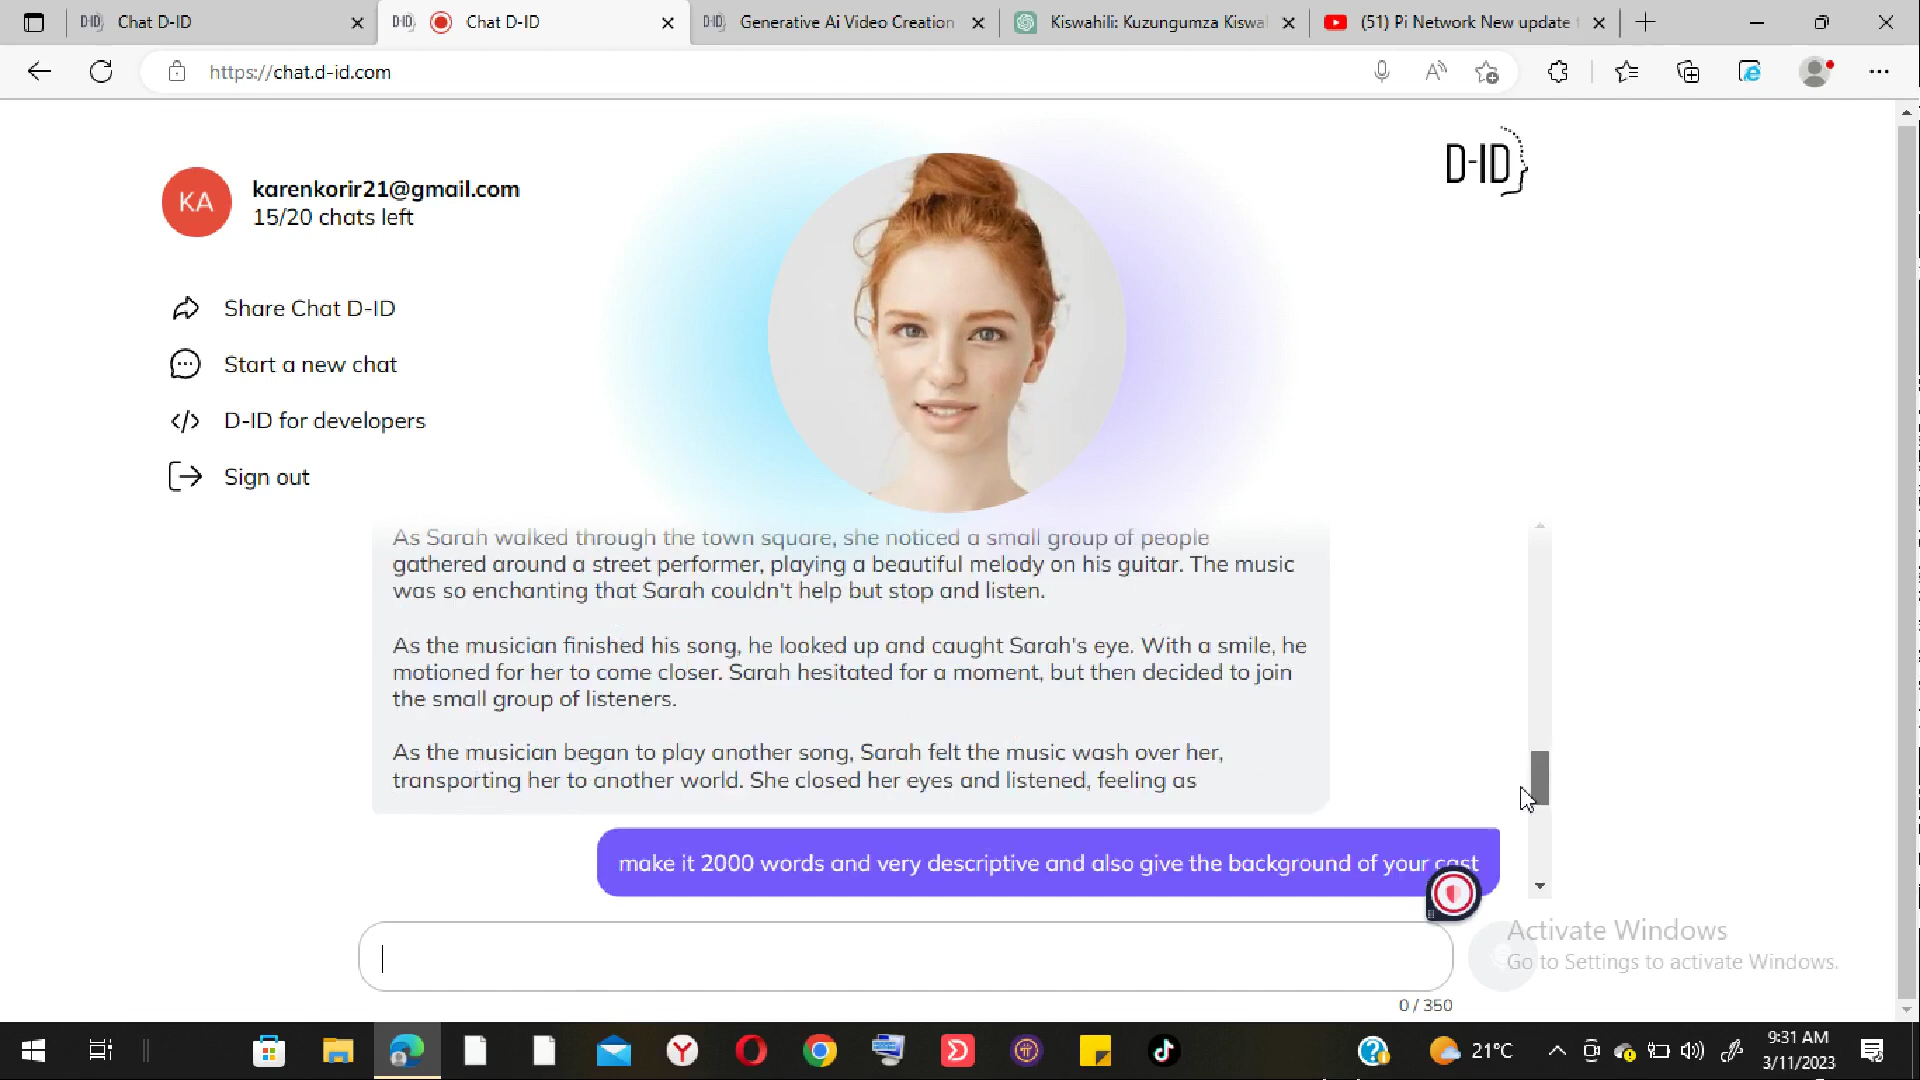 Chat D-ID
Chat D-ID
Generative Ai Video Creation
Kiswahili: Kuzungumza Kiswa
(51) Pi Network New update
https://chat.d-id.com
D-ID
KA
karenkorir21@gmail.com
15/20 chats left
Share Chat D-ID
Start a new chat
D-ID for developers
Sign out
As Sarah walked through the town square, she noticed a small group of people
gathered around a street performer, playing a beautiful melody on his guitar. The music
was so enchanting that Sarah couldn't help but stop and listen.
As the musician finished his song, he looked up and caught Sarah's eye. With a smile, he
motioned for her to come closer. Sarah hesitated for a moment, but then decided to join
the small group of listeners.
As the musician began to play another song, Sarah felt the music wash over her,
transporting her to another world. She closed her eyes and listened, feeling as
make it 2000 words and very descriptive and also give the background of your cast
Activate Windows
Go to Settings to activate Windows.
0 / 350
21°C
9:31 AM
3/11/2023